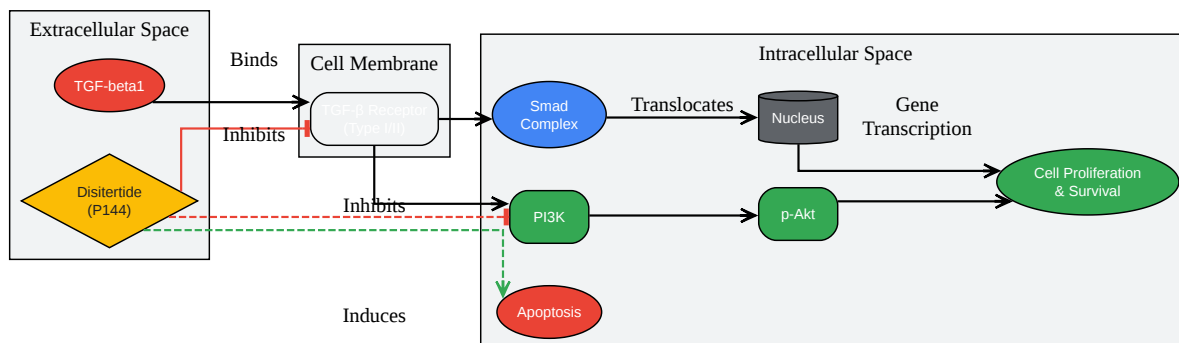 Extracellular Space
TGF-beta1
Disitertide
(P144)
Binds
Inhibits
Cell Membrane
TGF-β Receptor
(Type I/II)
Inhibits
Induces
Intracellular Space
Smad
Complex
Translocates
Nucleus
Gene
Transcription
Cell Proliferation
& Survival
PI3K
p-Akt
Apoptosis